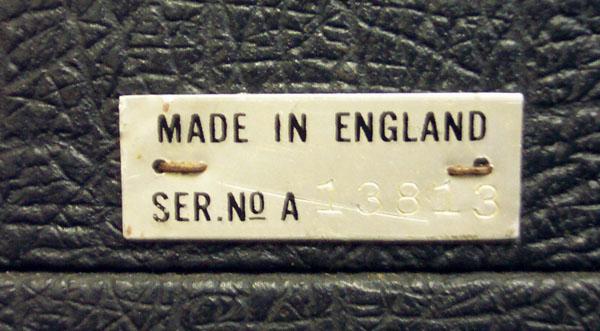 MADE IN ENGLAND
SER. Nº A 13813